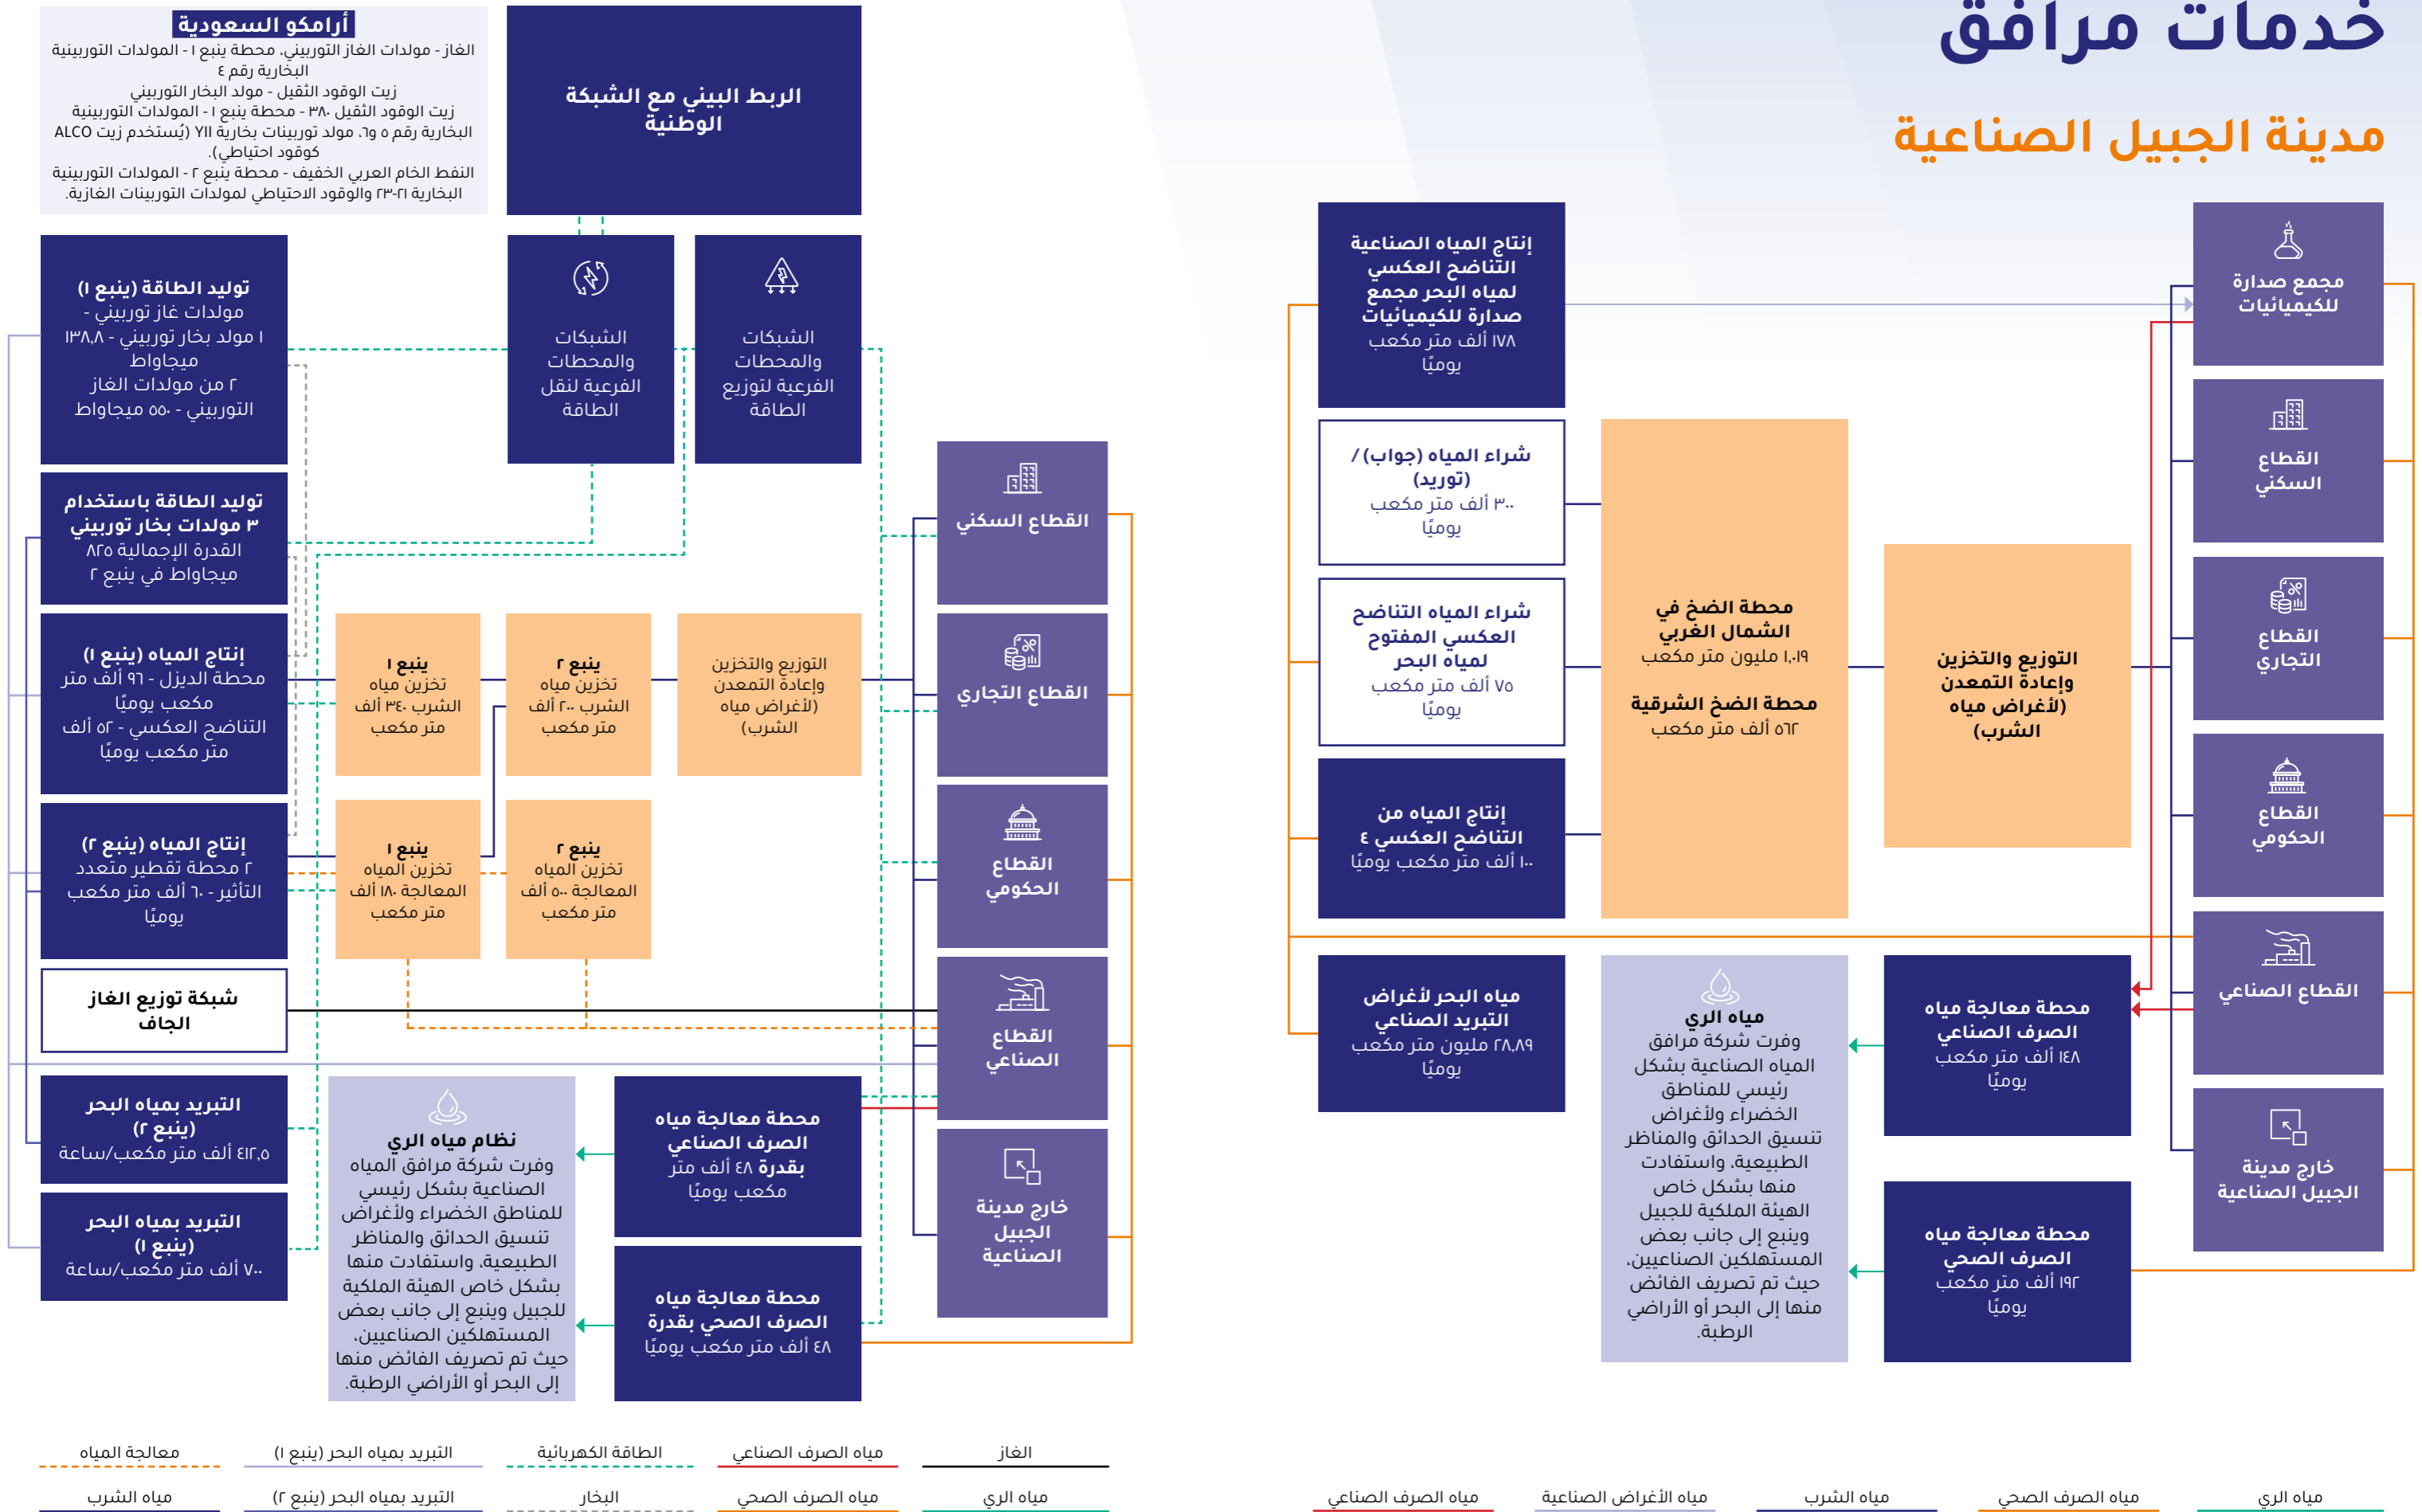 خدمات مرافق
مدينة الجبيل الصناعية
مجمع صدارة
للكيميائيات
القطاع
السكني
القطاع
التجاري
القطاع
الحكومي
القطاع الصناعي
خارج مدينة
الجبيل الصناعية
التوزيع والتخزين
وإعادة التمعدن
(لأغراض مياه
الشرب)
محطة معالجة مياه
الصرف الصناعي
١٤٨ ألف متر مكعب
يوميًا
محطة معالجة مياه
الصرف الصحي
١٩٢ ألف متر مكعب
يوميًا
محطة الضخ في
الشمال الغربي
١,٠١٩ مليون متر مكعب
محطة الضخ الشرقية
٥٦٢ ألف متر مكعب
مياه الري
وفرت شركة مرافق
المياه الصناعية بشكل
رئيسي للمناطق
الخضراء ولأغراض
تنسيق الحدائق والمناظر
الطبيعية، واستفادت
منها بشكل خاص
الهيئة الملكية للجبيل
وينبع إلى جانب بعض
المستهلكين الصناعيين،
حيث تم تصريف الفائض
منها إلى البحر أو الأراضي
الرطبة.
إنتاج المياه الصناعية
التناضح العكسي
لمياه البحر مجمع
صدارة للكيميائيات
١٧٨ ألف متر مكعب
يوميًا
شراء المياه (جواب) /
(توريد)
٣٠٠ ألف متر مكعب
يوميًا
شراء المياه التناضح
العكسي المفتوح
لمياه البحر
٧٥ ألف متر مكعب
يوميًا
إنتاج المياه من
التناضح العكسي ٤
١٠٠ ألف متر مكعب يوميًا
مياه البحر لأغراض
التبريد الصناعي
٢٨,٨٩ مليون متر مكعب
يوميًا
مياه الري
مياه الصرف الصحي
مياه الشرب
مياه الأغراض الصناعية
مياه الصرف الصناعي
أرامكو السعودية
الغاز - مولدات الغاز التوربيني، محطة ينبع ١ - المولدات التوربينية
البخارية رقم ٤
زيت الوقود الثقيل - مولد البخار التوربيني
زيت الوقود الثقيل ٣٨٠ - محطة ينبع ١ - المولدات التوربينية
البخارية رقم ٥ و٦، مولد توربينات بخارية YII (يُستخدم زيت ALCO
كوقود احتياطي).
النفط الخام العربي الخفيف - محطة ينبع ٢ - المولدات التوربينية
البخارية ٢١-٢٣ والوقود الاحتياطي لمولدات التوربينات الغازية.
الربط البيني مع الشبكة
الوطنية
الشبكات
والمحطات
الفرعية لتوزيع
الطاقة
الشبكات
والمحطات
الفرعية لنقل
الطاقة
توليد الطاقة (ينبع ١)
مولدات غاز توربيني -
١ مولد بخار توربيني - ١٣٨,٨
ميجاواط
٢ من مولدات الغاز
التوربيني - ٥٥٠ ميجاواط
توليد الطاقة باستخدام
٣ مولدات بخار توربيني
القدرة الإجمالية ٨٢٥
ميجاواط في ينبع ٢
إنتاج المياه (ينبع ١)
محطة الديزل - ٩٦ ألف متر
مكعب يوميًا
التناضح العكسي - ٥٢ ألف
متر مكعب يوميًا
إنتاج المياه (ينبع ٢)
٢ محطة تقطير متعدد
التأثير - ٦٠ ألف متر مكعب
يوميًا
شبكة توزيع الغاز
الجاف
التبريد بمياه البحر
(ينبع ٢)
٤١٢,٥ ألف متر مكعب/ساعة
التبريد بمياه البحر
(ينبع ١)
٧٠٠ ألف متر مكعب/ساعة
ينبع ١
تخزين مياه
الشرب ٣٤٠ ألف
متر مكعب
ينبع ٢
تخزين مياه
الشرب ٢٠٠ ألف
متر مكعب
التوزيع والتخزين
وإعادة التمعدن
(لأغراض مياه
الشرب)
ينبع ١
تخزين المياه
المعالجة ١٨٠ ألف
متر مكعب
ينبع ٢
تخزين المياه
المعالجة ٥٠٠ ألف
متر مكعب
القطاع السكني
القطاع التجاري
القطاع
الحكومي
القطاع
الصناعي
خارج مدينة
الجبيل
الصناعية
محطة معالجة مياه
الصرف الصناعي
بقدرة ٤٨ ألف متر
مكعب يوميًا
محطة معالجة مياه
الصرف الصحي بقدرة
٤٨ ألف متر مكعب يوميًا
نظام مياه الري
وفرت شركة مرافق المياه
الصناعية بشكل رئيسي
للمناطق الخضراء ولأغراض
تنسيق الحدائق والمناظر
الطبيعية، واستفادت منها
بشكل خاص الهيئة الملكية
للجبيل وينبع إلى جانب بعض
المستهلكين الصناعيين،
حيث تم تصريف الفائض منها
إلى البحر أو الأراضي الرطبة.
الغاز
مياه الصرف الصناعي
الطاقة الكهربائية
التبريد بمياه البحر (ينبع ١)
معالجة المياه
مياه الري
مياه الصرف الصحي
البخار
التبريد بمياه البحر (ينبع ٢)
مياه الشرب